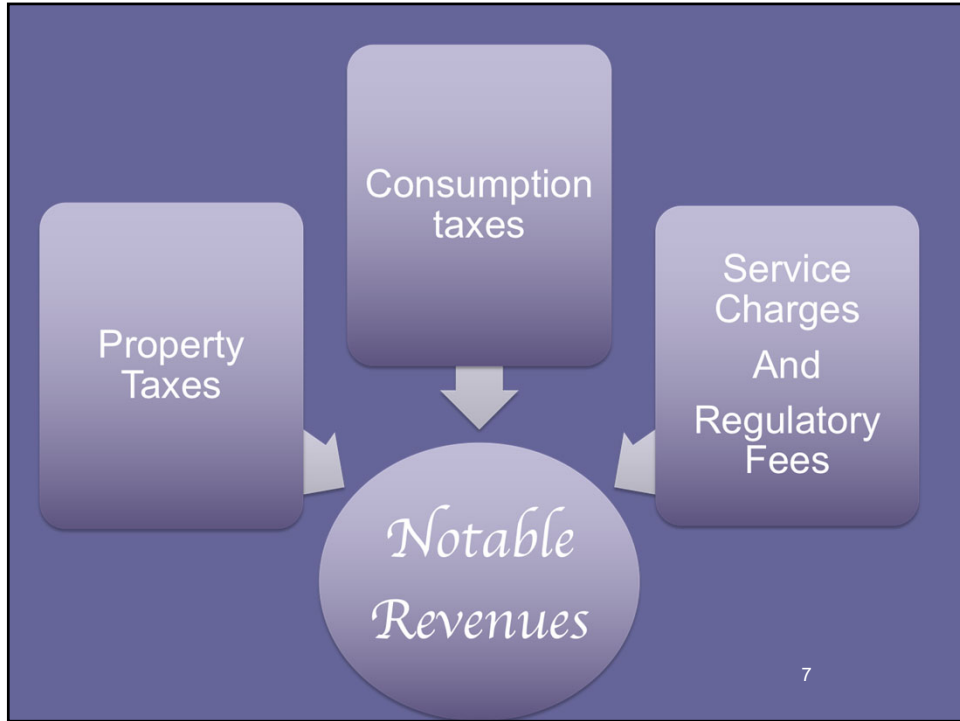 Property
Taxes
Consumption
taxes
Service
Charges
And
Regulatory
Fees
Notable
Revenues
7